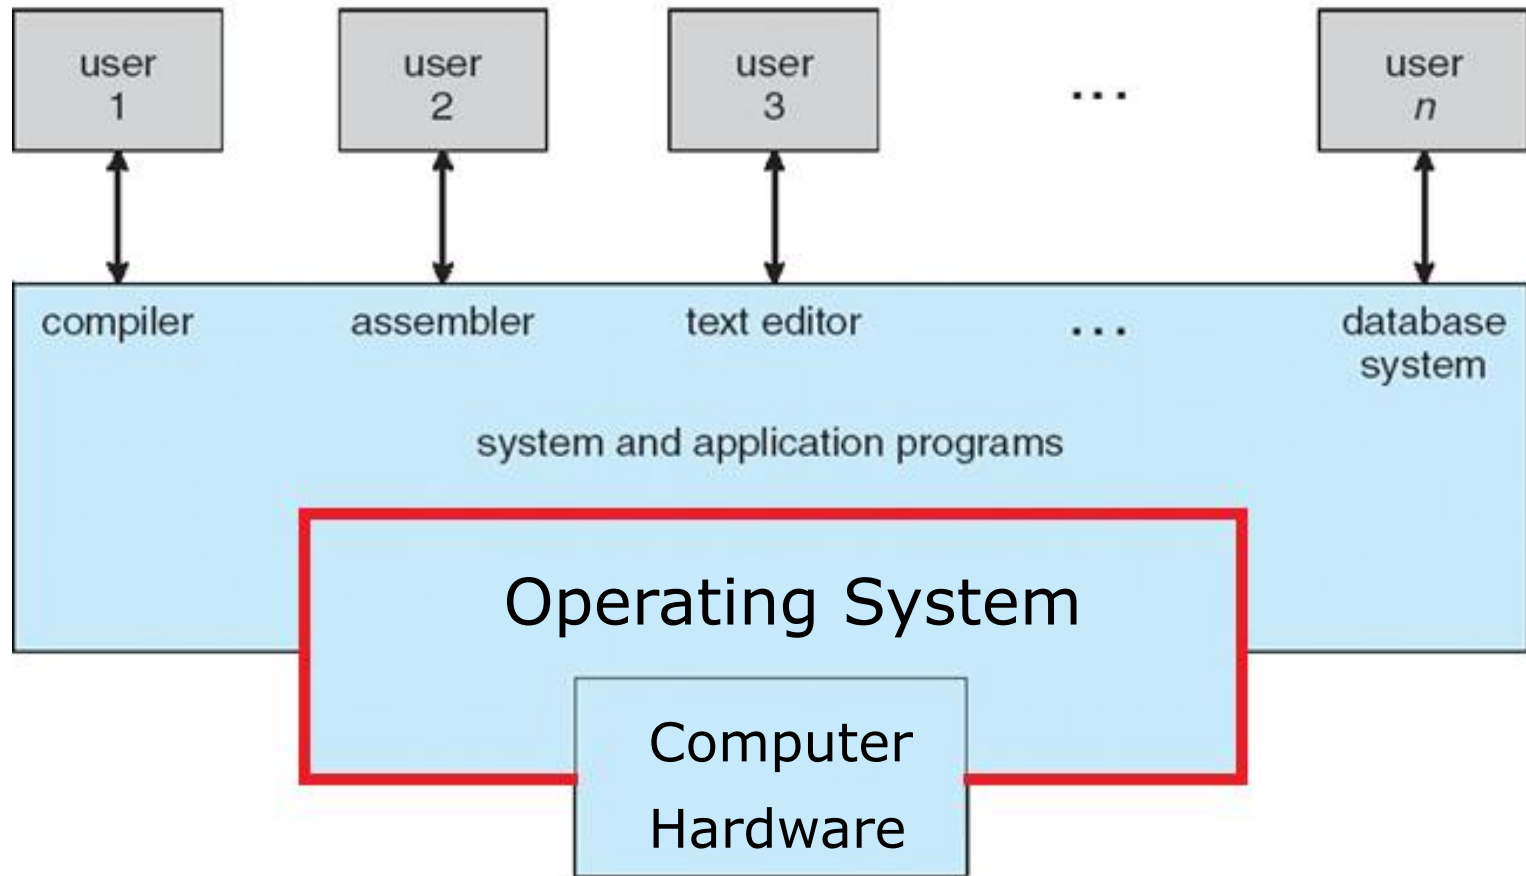 user
1
user
2
user
3
...
user
n
compiler
assembler
text editor
...
database
system
system and application programs
Operating System
Computer
Hardware